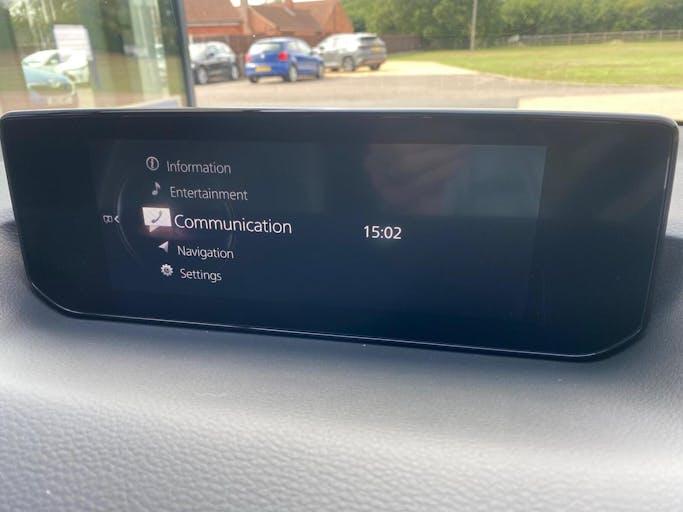 Information
Entertainment
Communication
15:02
Navigation
Settings